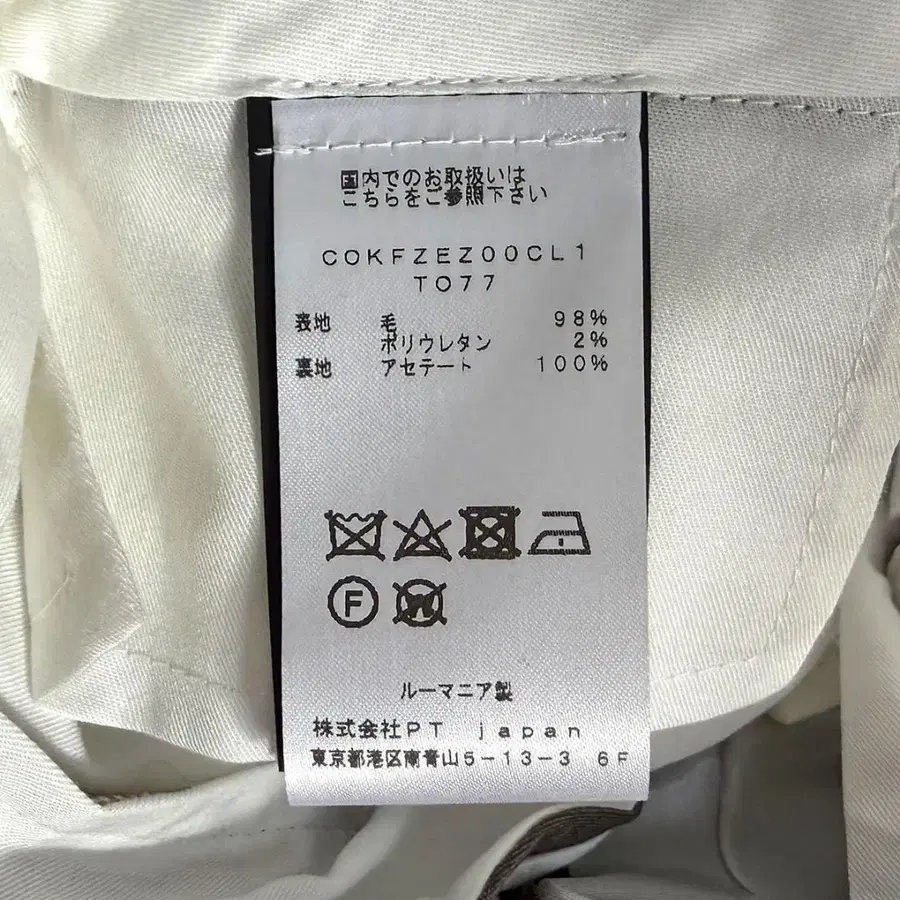 国内でのお取扱いは
こちらをご参照下さい
COKFZEZ00CL1
TO77
表地 毛 98%
ポリウレタン 2%
裏地 アセテート 100%
F
W
ルーマニア製
株式会社PT japan
東京都港区南青山5-13-3 6F